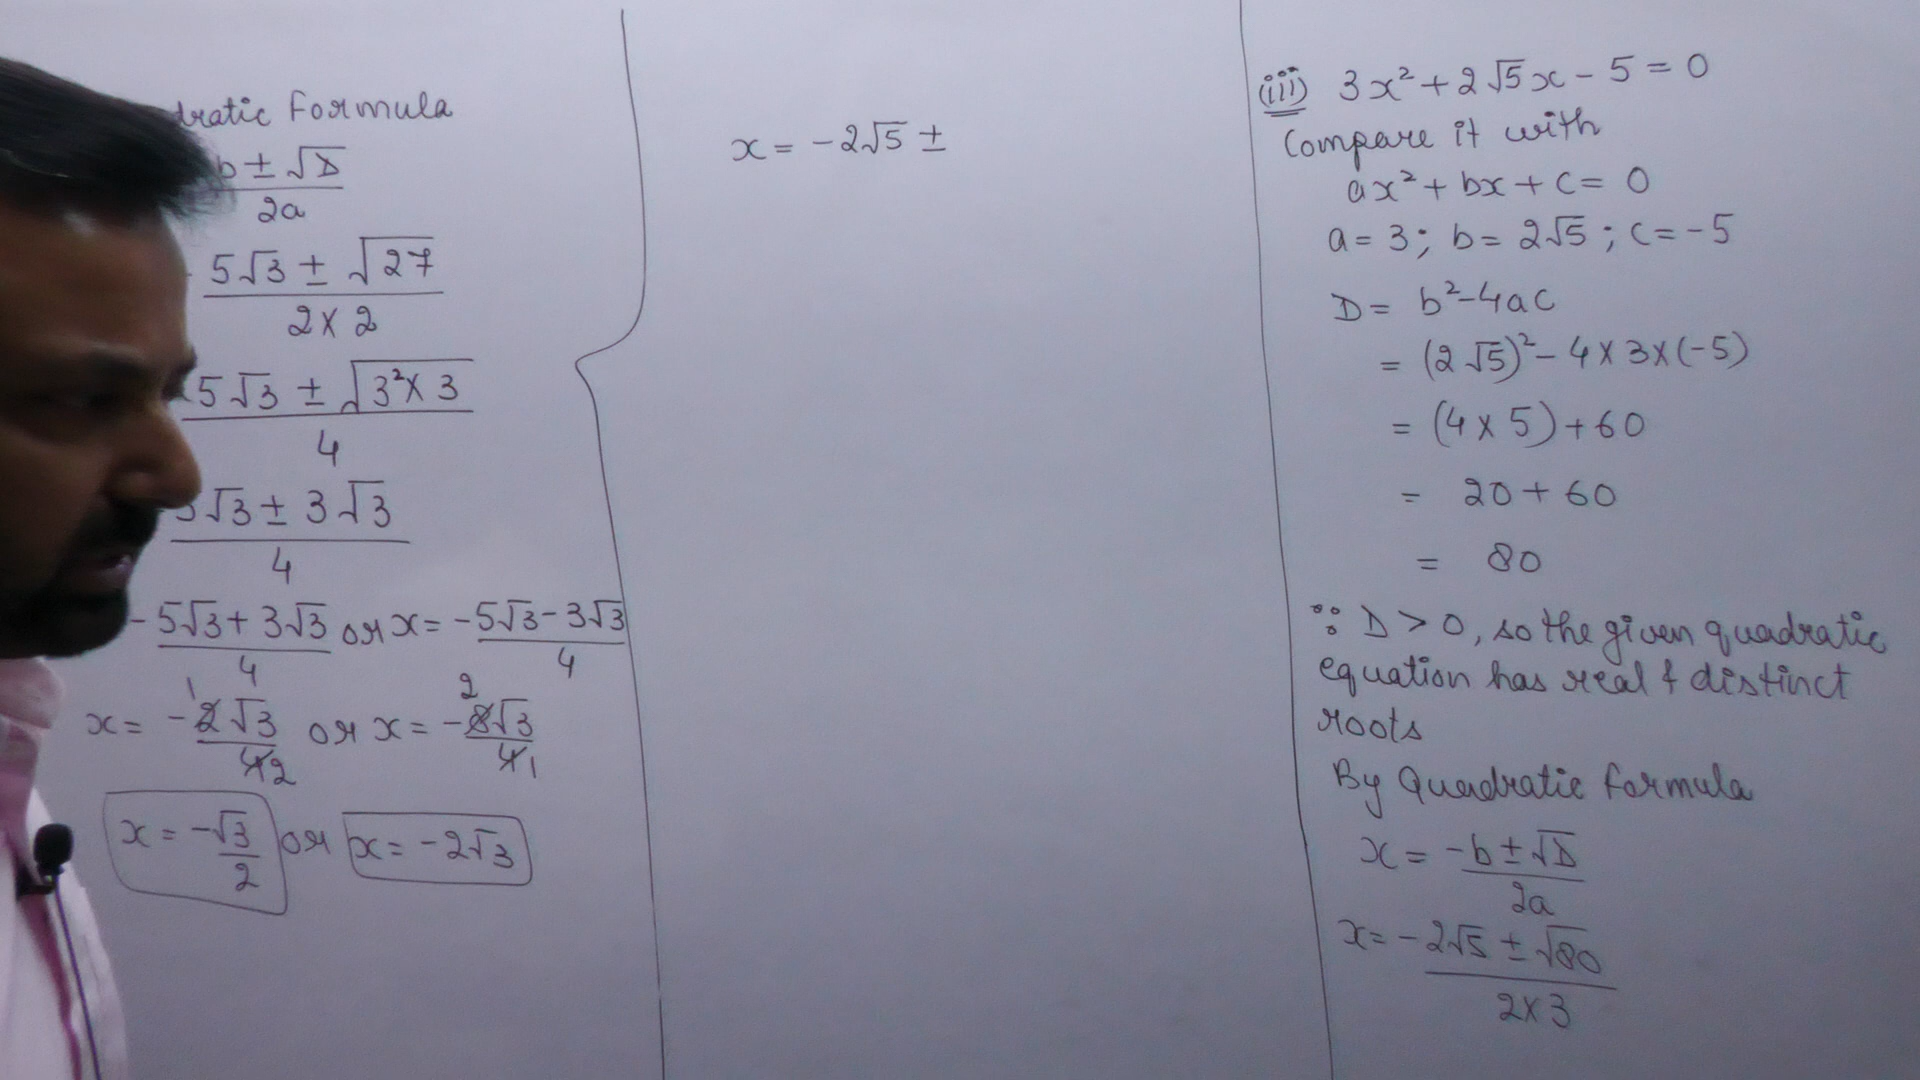 dratic Formula
b ± √D
2a
5√3 ± √27
2 × 2
5√3 ± √3² × 3
4
√3 ± 3√3
4
-5√3 + 3√3 or x = -5√3 - 3√3
4 4
1 2
x = -2√3 or x = -8√3
42 41
x = -√3 or x = -2√3
2
x = -2√5 ±
(iii) 3x² + 2√5x - 5 = 0
Compare it with
ax² + bx + c = 0
a = 3; b = 2√5; c = -5
D = b² - 4ac
= (2√5)² - 4 × 3 × (-5)
= (4 × 5) + 60
= 20 + 60
= 80
∵ D > 0, so the given quadratic
equation has real & distinct
roots
By Quadratic formula
x = -b ± √D
2a
x = -2√5 ± √80
2 × 3